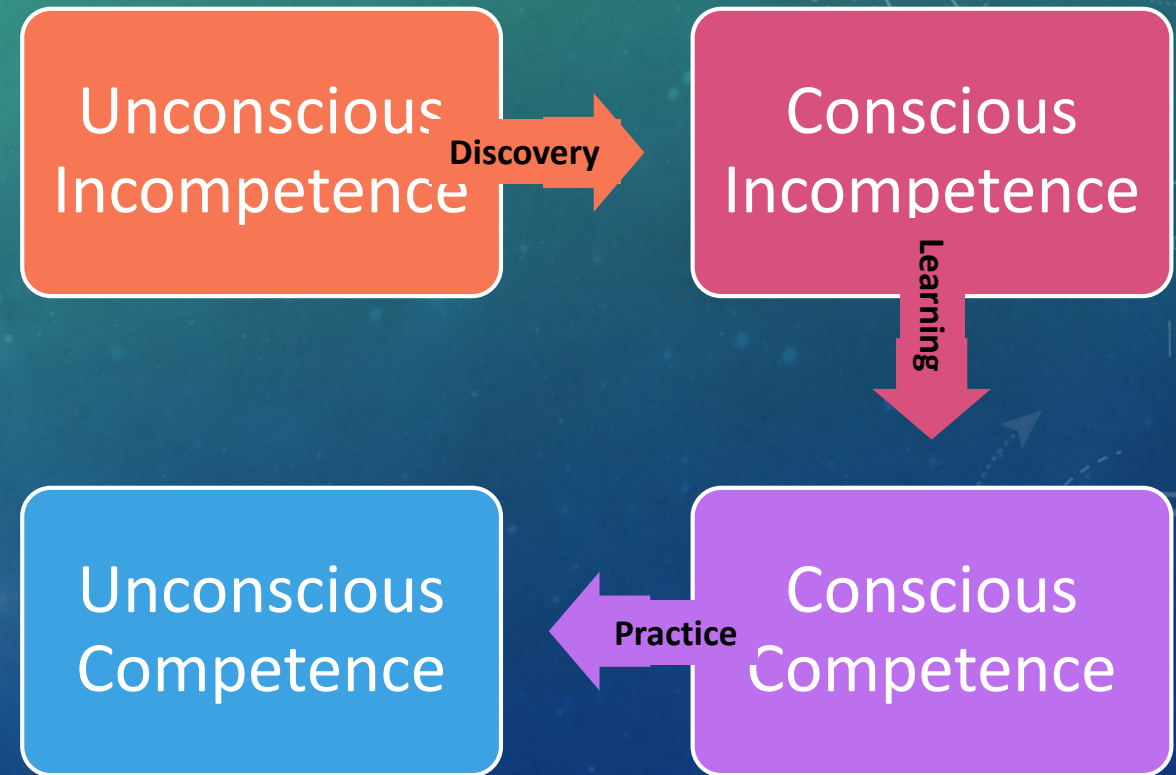 Unconscious
Incompetence
Discovery
Conscious
Incompetence
Learning
Conscious
Competence
Practice
Unconscious
Competence